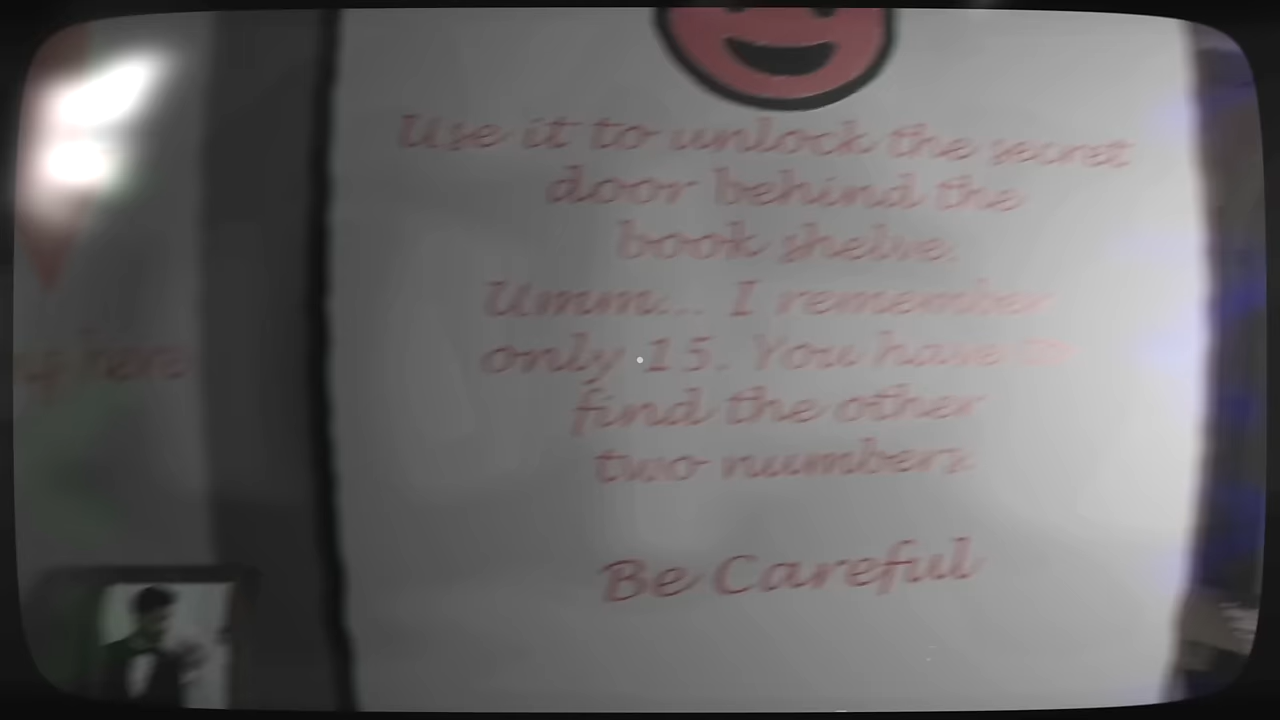 Use it to unlock the secret
door behind the
book shelve.
Umm... I remember
only 15. You have to
find the other
two numbers.
Be Careful
here